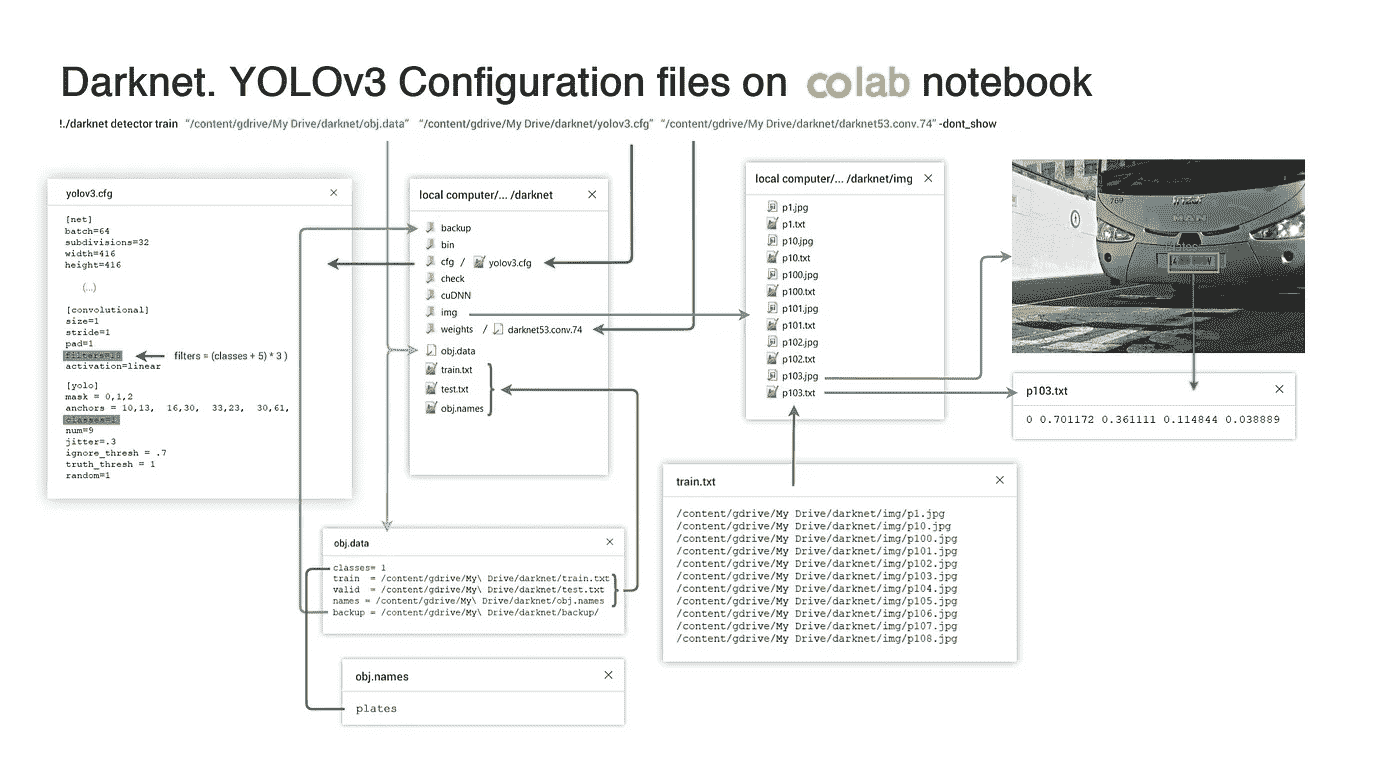 Darknet. YOLOv3 Configuration files on colab notebook
!./darknet detector train "/content/gdrive/My Drive/darknet/obj.data" "/content/gdrive/My Drive/darknet/yolov3.cfg" "/content/gdrive/My Drive/darknet/darknet53.conv.74" -dont_show
yolov3.cfg
[net]
batch=64
subdivisions=32
width=416
height=416
(...)
[convolutional]
size=1
stride=1
pad=1
filters=18
filters = (classes + 5) * 3 )
activation=linear
[yolo]
mask = 0,1,2
anchors = 10,13, 16,30, 33,23, 30,61,
classes=1
num=9
jitter=.3
ignore_thresh = .7
truth_thresh = 1
random=1
local computer/... /darknet
backup
bin
cfg / yolov3.cfg
check
cuDNN
img
weights / darknet53.conv.74
obj.data
train.txt
test.txt
obj.names
local computer/... /darknet/img
p1.jpg
p1.txt
p10.jpg
p10.txt
p100.jpg
p100.txt
p101.jpg
p101.txt
p102.jpg
p102.txt
p103.jpg
p103.txt
769
MAN
Plates
p103.txt
0 0.701172 0.361111 0.114844 0.038889
train.txt
/content/gdrive/My Drive/darknet/img/p1.jpg
/content/gdrive/My Drive/darknet/img/p10.jpg
/content/gdrive/My Drive/darknet/img/p100.jpg
/content/gdrive/My Drive/darknet/img/p101.jpg
/content/gdrive/My Drive/darknet/img/p102.jpg
/content/gdrive/My Drive/darknet/img/p103.jpg
/content/gdrive/My Drive/darknet/img/p104.jpg
/content/gdrive/My Drive/darknet/img/p105.jpg
/content/gdrive/My Drive/darknet/img/p106.jpg
/content/gdrive/My Drive/darknet/img/p107.jpg
/content/gdrive/My Drive/darknet/img/p108.jpg
obj.data
classes= 1
train = /content/gdrive/My\ Drive/darknet/train.txt
valid = /content/gdrive/My\ Drive/darknet/test.txt
names = /content/gdrive/My\ Drive/darknet/obj.names
backup = /content/gdrive/My\ Drive/darknet/backup/
obj.names
plates